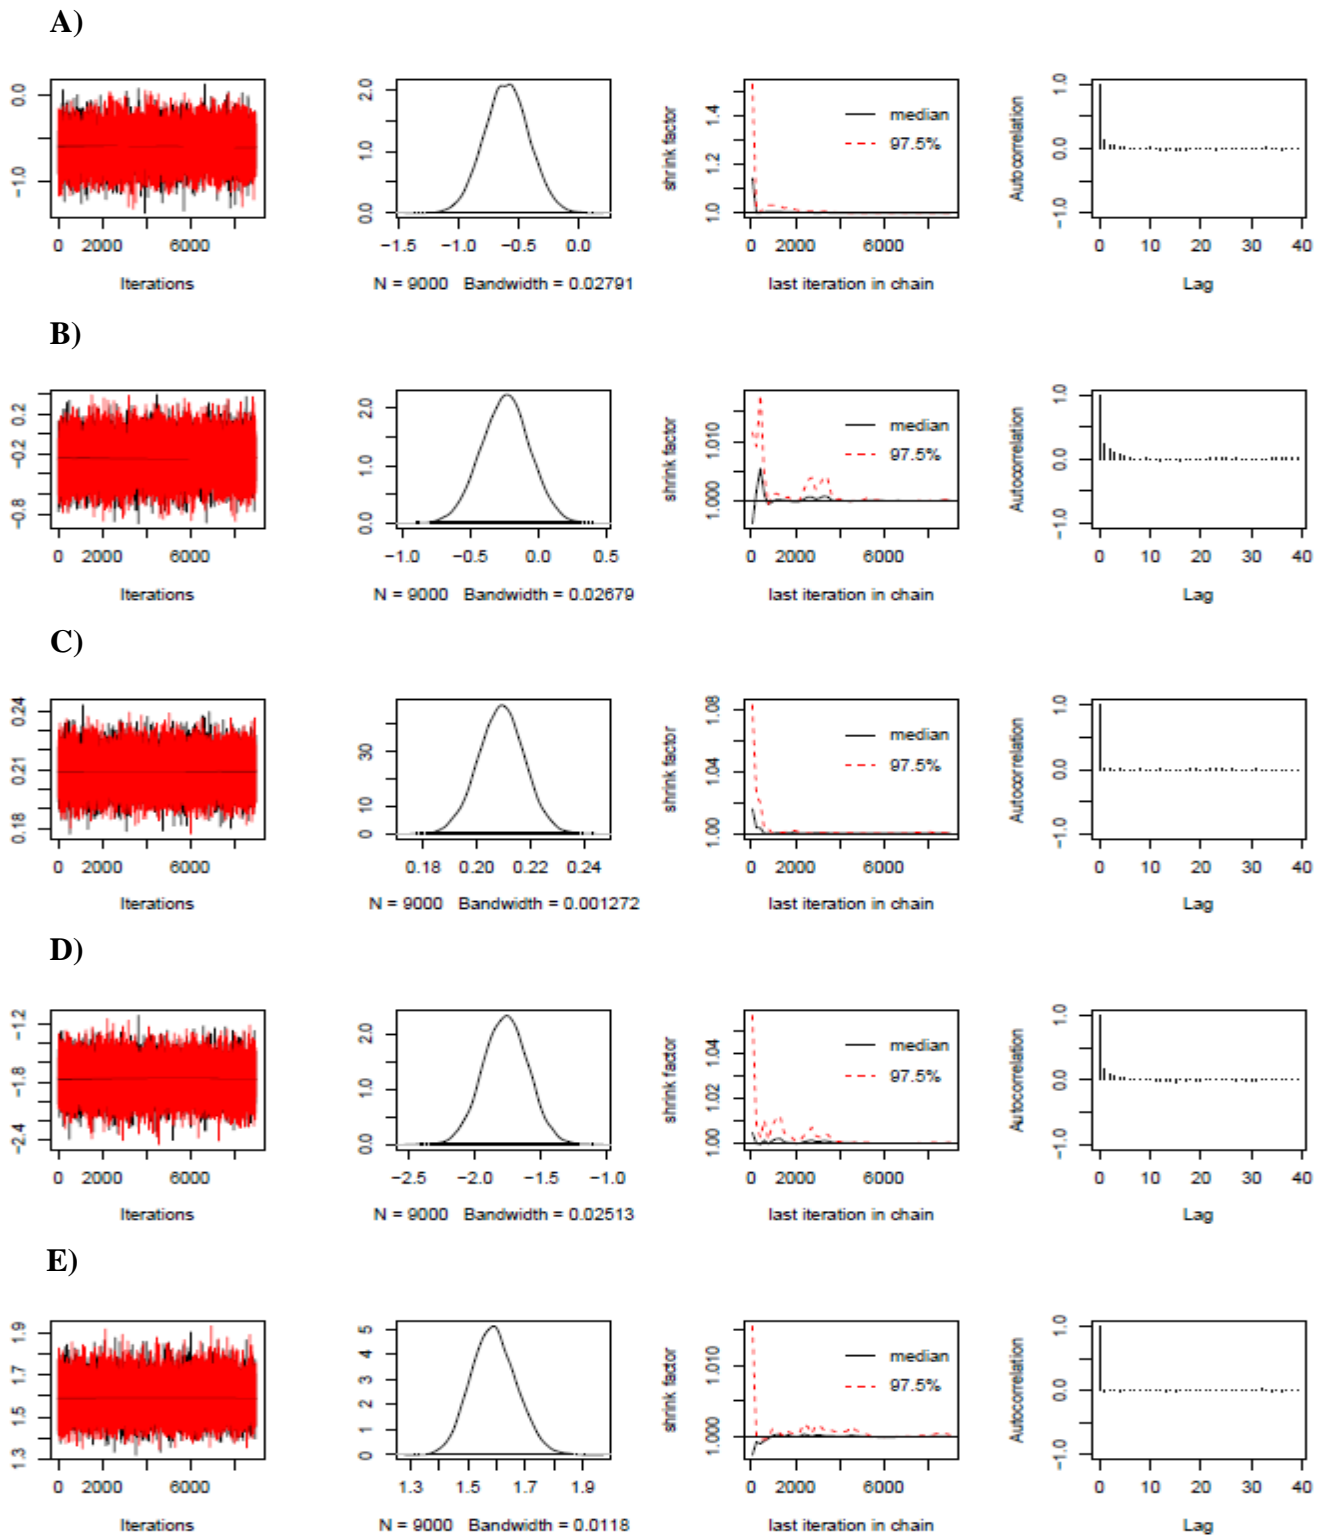 A)
0.0
−1.0
0 2000 6000
Iterations
2.0
1.0
0.0
−1.5 −1.0 −0.5 0.0
N = 9000 Bandwidth = 0.02791
shrink factor
1.4
1.2
1.0
median
97.5%
0 2000 6000
last iteration in chain
Autocorrelation
1.0
0.0
−1.0
0 10 20 30 40
Lag
B)
0.2
−0.2
−0.8
0 2000 6000
Iterations
2.0
1.0
0.0
−1.0 −0.5 0.0 0.5
N = 9000 Bandwidth = 0.02679
shrink factor
1.010
1.000
median
97.5%
0 2000 6000
last iteration in chain
Autocorrelation
1.0
0.0
−1.0
0 10 20 30 40
Lag
C)
0.24
0.21
0.18
0 2000 6000
Iterations
30
10
0
0.18 0.20 0.22 0.24
N = 9000 Bandwidth = 0.001272
shrink factor
1.08
1.04
1.00
median
97.5%
0 2000 6000
last iteration in chain
Autocorrelation
1.0
0.0
−1.0
0 10 20 30 40
Lag
D)
−1.2
−1.8
−2.4
0 2000 6000
Iterations
2.0
1.0
0.0
−2.5 −2.0 −1.5 −1.0
N = 9000 Bandwidth = 0.02513
shrink factor
1.04
1.02
1.00
median
97.5%
0 2000 6000
last iteration in chain
Autocorrelation
1.0
0.0
−1.0
0 10 20 30 40
Lag
E)
1.9
1.7
1.5
1.3
0 2000 6000
Iterations
5
4
3
2
1
0
1.3 1.5 1.7 1.9
N = 9000 Bandwidth = 0.0118
shrink factor
1.010
1.000
median
97.5%
0 2000 6000
last iteration in chain
Autocorrelation
1.0
0.0
−1.0
0 10 20 30 40
Lag